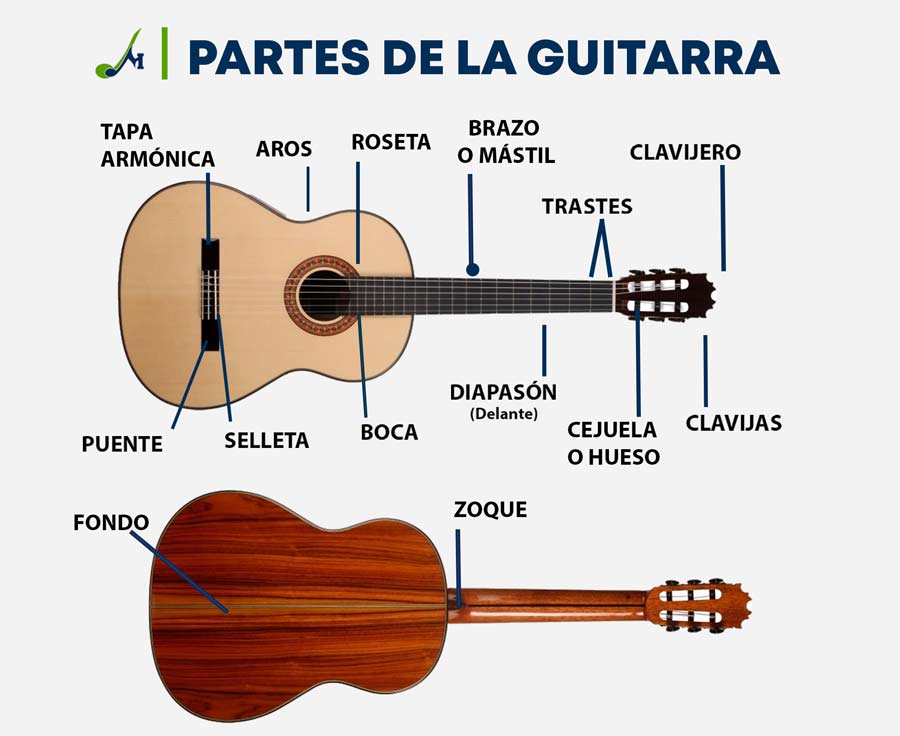 M
PARTES DE LA GUITARRA
TAPA
ARMÓNICA
AROS
ROSETA
BRAZO
O MÁSTIL
CLAVIJERO
TRASTES
DIAPASÓN
(Delante)
PUENTE
SELLETA
BOCA
CEJUELA
O HUESO
CLAVIJAS
FONDO
ZOQUE